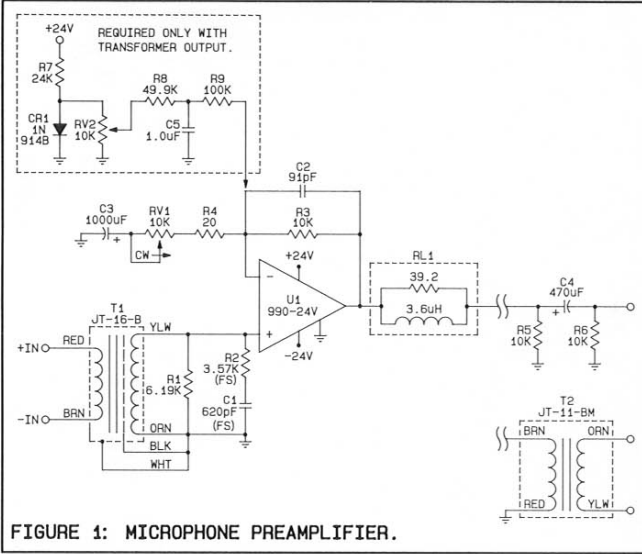 +24V
REQUIRED ONLY WITH
TRANSFORMER OUTPUT.
R7
24K
R8
49.9K
R9
100K
CR1
1N
914B
RV2
10K
C5
1.0uF
C2
91pF
C3
1000uF
+
RV1
10K
R4
20
R3
10K
CW
+24V
RL1
39.2
3.6uH
-
U1
990-24V
+
-24V
C4
470uF
+
R5
10K
R6
10K
T1
JT-16-B
YLW
RED
+IN
R1
6.19K
R2
3.57K
(FS)
C1
620pF
(FS)
-IN
BRN
ORN
BLK
WHT
T2
JT-11-BM
BRN
ORN
RED
YLW
FIGURE 1: MICROPHONE PREAMPLIFIER.